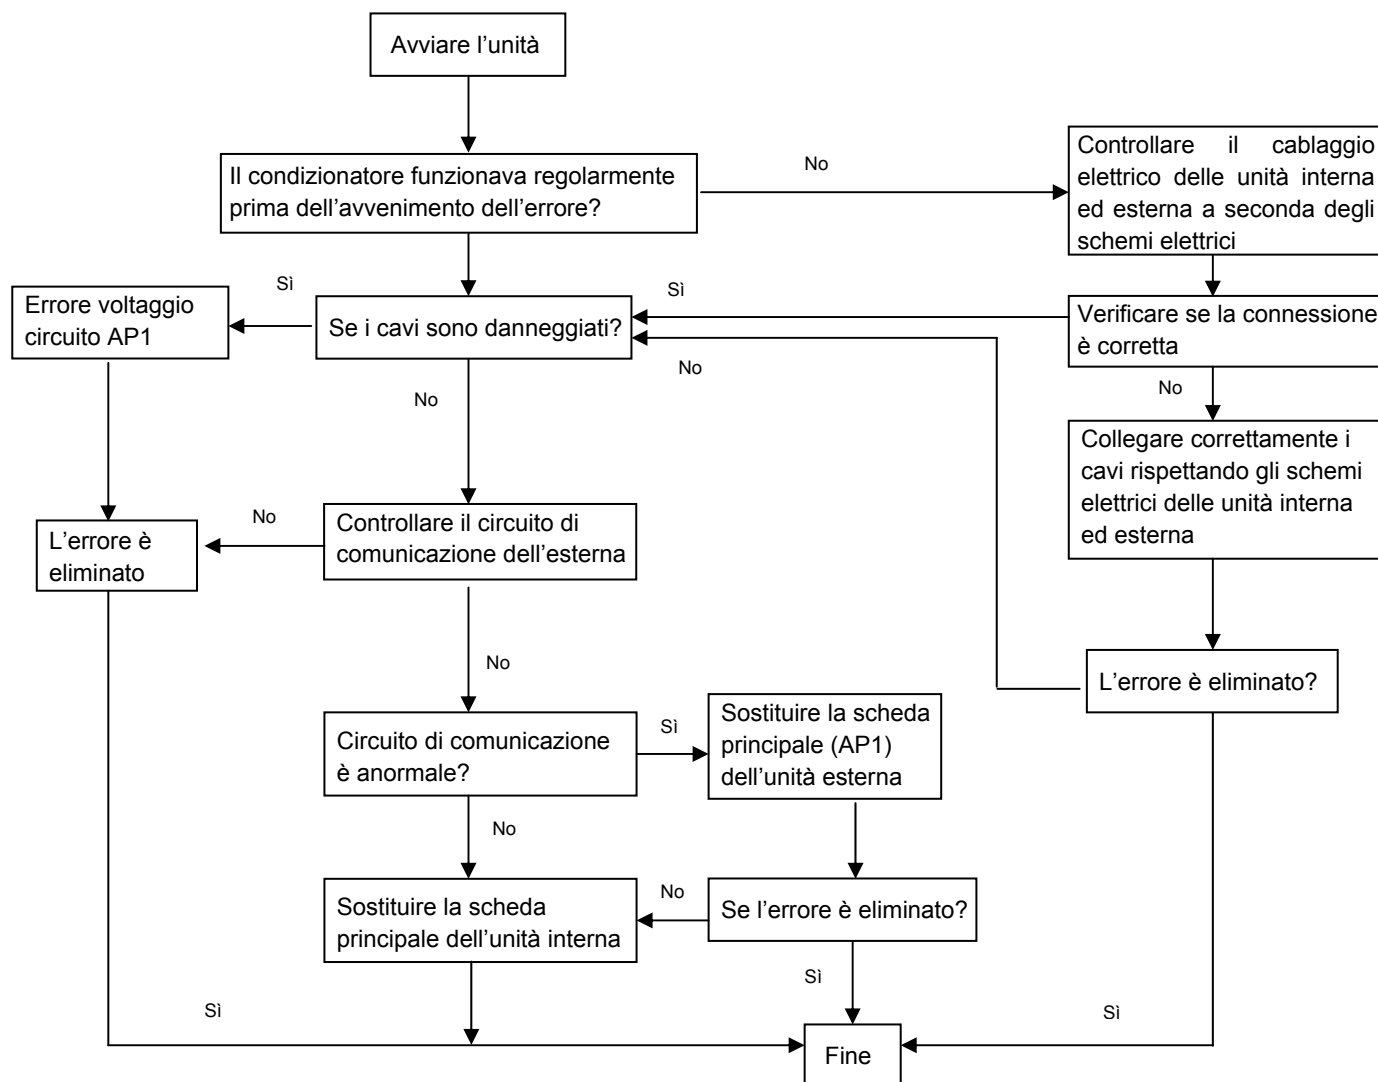 Avviare l’unità
Il condizionatore funzionava regolarmente
prima dell’avvenimento dell’errore?
No
Controllare il cablaggio
elettrico delle unità interna
ed esterna a seconda degli
schemi elettrici
Errore voltaggio
circuito AP1
Sì
Se i cavi sono danneggiati?
Sì
Verificare se la connessione
è corretta
No
No
No
Collegare correttamente i
cavi rispettando gli schemi
elettrici delle unità interna
ed esterna
L’errore è
eliminato
No
Controllare il circuito di
comunicazione dell’esterna
No
L’errore è eliminato?
Circuito di comunicazione
è anormale?
Sì
Sostituire la scheda
principale (AP1)
dell’unità esterna
No
Sostituire la scheda
principale dell’unità interna
No
Se l’errore è eliminato?
Sì
Sì
Sì
Fine